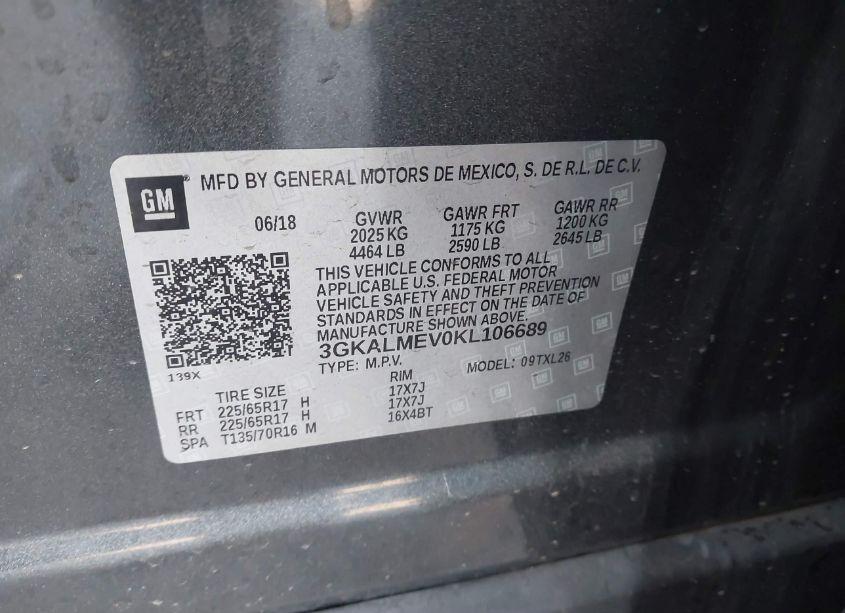 GM
MFD BY GENERAL MOTORS DE MEXICO, S. DE R.L. DE C.V.
06/18 GVWR GAWR FRT GAWR RR
2025 KG 1175 KG 1200 KG
4464 LB 2590 LB 2645 LB
THIS VEHICLE CONFORMS TO ALL
APPLICABLE U.S. FEDERAL MOTOR
VEHICLE SAFETY AND THEFT PREVENTION
STANDARDS IN EFFECT ON THE DATE OF
MANUFACTURE SHOWN ABOVE.
3GKALMEV0KL106689
TYPE: M.P.V. MODEL: 09TXL26
139X
TIRE SIZE RIM
FRT 225/65R17 H 17X7J
RR 225/65R17 H 17X7J
SPA T135/70R16 M 16X4BT